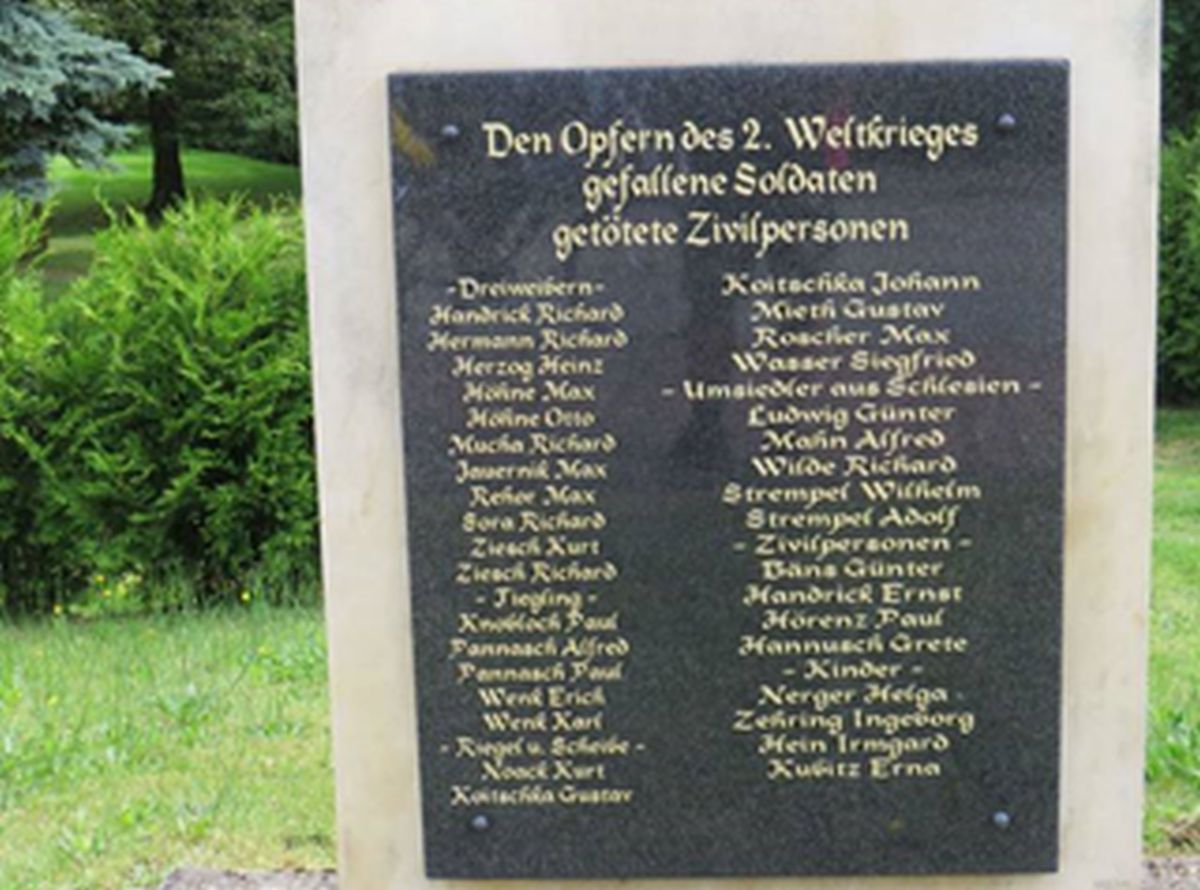 Den Opfern des 2. Weltkrieges
gefallene Soldaten
getötete Zivilpersonen
-Dreiweibern-
Handrick Richard
Hermann Richard
Herzog Heinz
Höhne Max
Höhne Otto
Mucha Richard
Jauernik Max
Rehor Max
Sora Richard
Ziesch Kurt
Ziesch Richard
- Tiegling -
Knobloch Paul
Pannasch Alfred
Pannasch Paul
Wenk Erich
Wenk Karl
- Riegel u. Scheibe -
Noack Kurt
Koitschka Gustav
Koitschka Johann
Mieth Gustav
Roscher Max
Wasser Siegfried
- Umsiedler aus Schlesien -
Ludwig Günter
Mahn Alfred
Wilde Richard
Strempel Wilhelm
Strempel Adolf
- Zivilpersonen -
Bäns Günter
Handrick Ernst
Hörenz Paul
Hannusch Grete
- Kinder -
Nerger Helga
Zehring Ingeborg
Hein Irmgard
Kubitz Erna